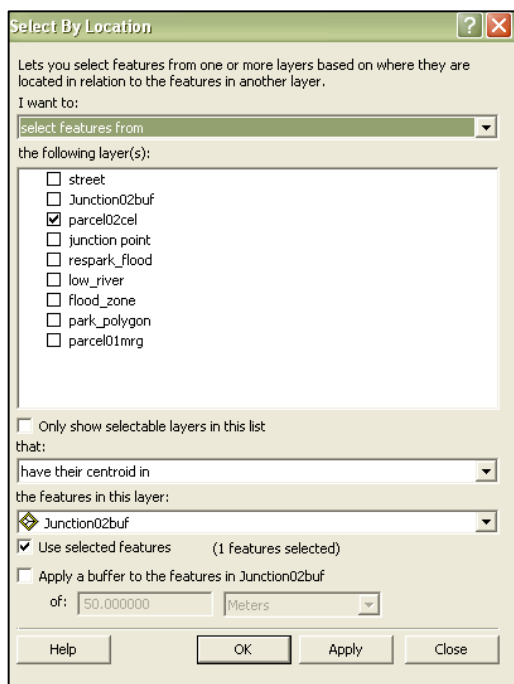 Select By Location
Lets you select features from one or more layers based on where they are
located in relation to the features in another layer.
I want to:
select features from
the following layer(s):
street
Junction02buf
parcel02cel
junction point
respark_flood
low_river
flood_zone
park_polygon
parcel01mrg
Only show selectable layers in this list
that:
have their centroid in
the features in this layer:
Junction02buf
Use selected features (1 features selected)
Apply a buffer to the features in Junction02buf
of: 50.000000 Meters
Help OK Apply Close